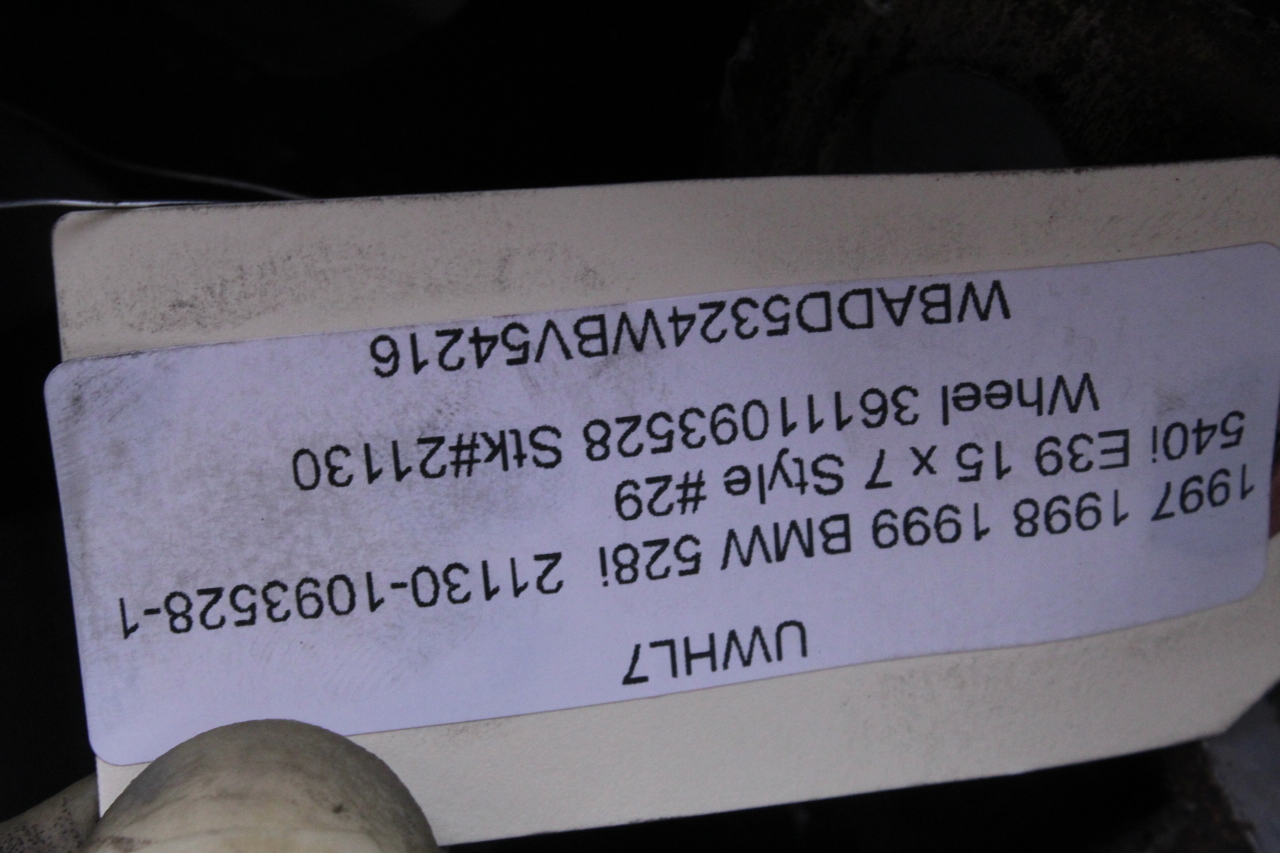 UWHL7
1997 1998 1999 BMW 528i 21130-1093528-1
540i E39 15 x 7 Style #29
Wheel 36111093528 Stk#21130
WBADD5324WBV54216